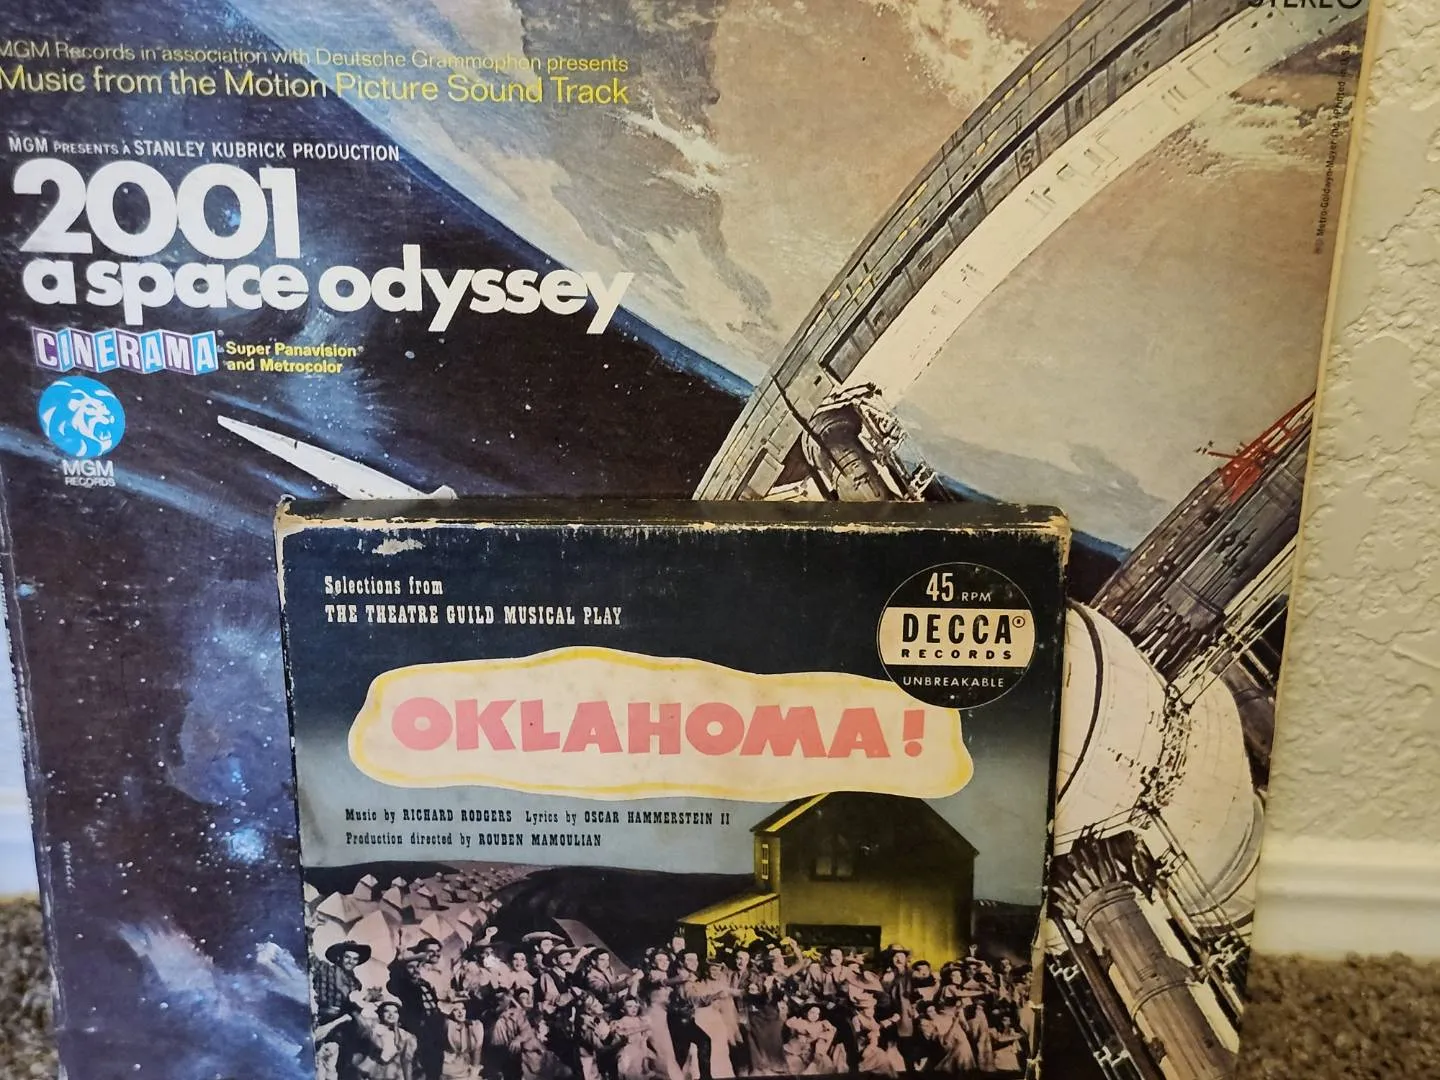 STEREO
MGM Records in association with Deutsche Grammophon presents
Music from the Motion Picture Sound Track
MGM PRESENTS A STANLEY KUBRICK PRODUCTION
2001
a space odyssey
CINERAMA® Super Panavision®
and Metrocolor
MGM
RECORDS
Selections from
THE THEATRE GUILD MUSICAL PLAY
45 RPM
DECCA®
RECORDS
UNBREAKABLE
OKLAHOMA!
Music by RICHARD RODGERS Lyrics by OSCAR HAMMERSTEIN II
Production directed by ROUBEN MAMOULIAN